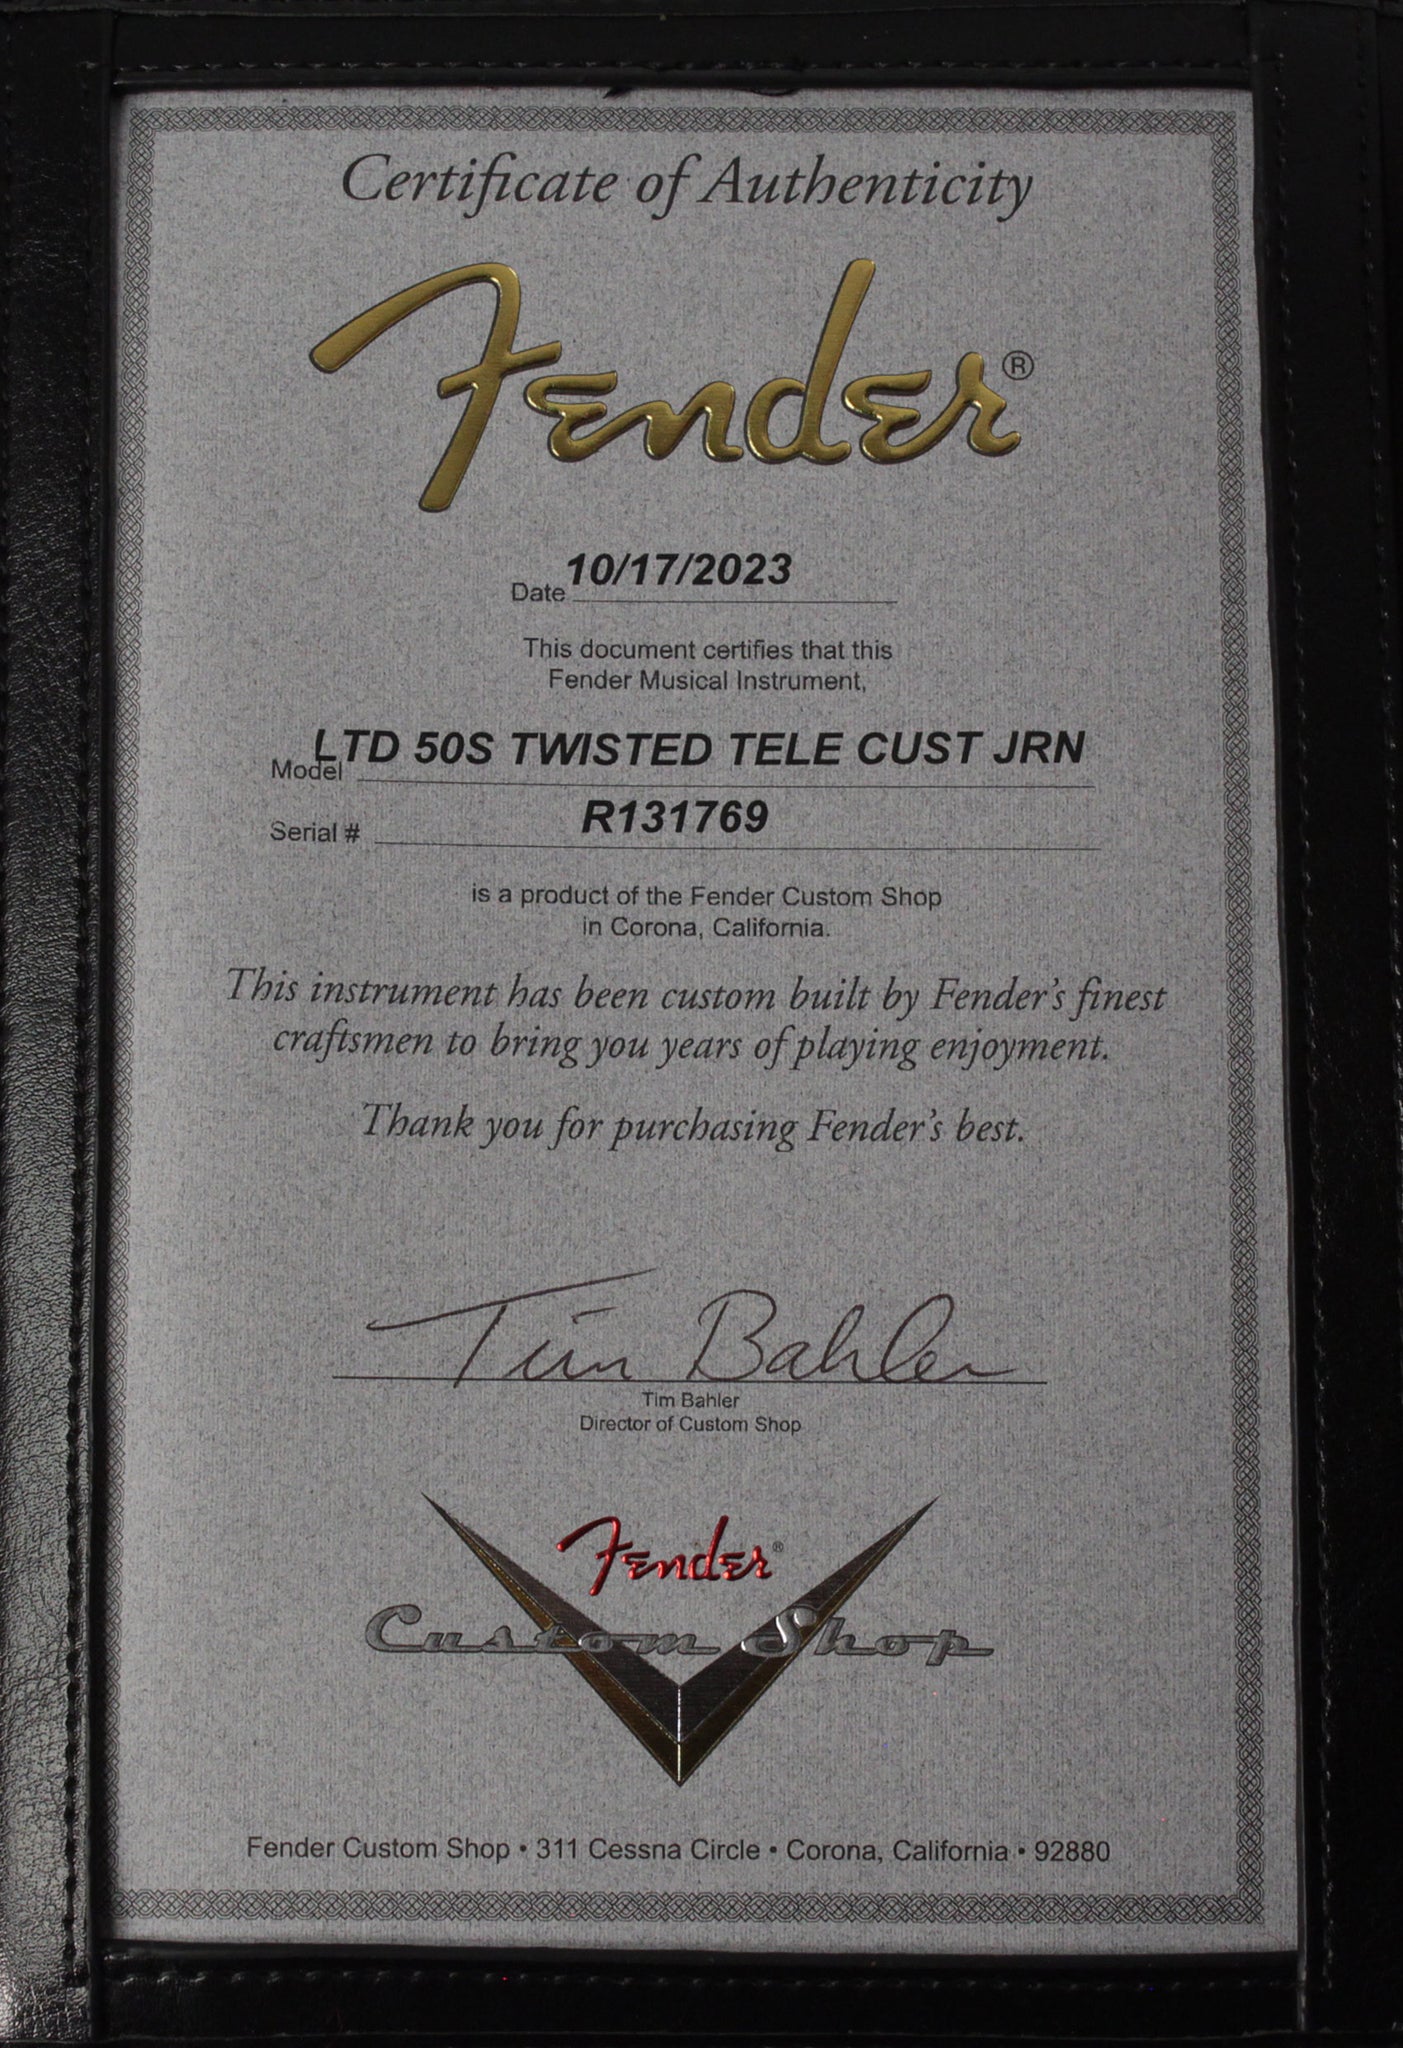 Certificate of Authenticity
Fender®
Date 10/17/2023
This document certifies that this
Fender Musical Instrument,
Model LTD 50S TWISTED TELE CUST JRN
Serial # R131769
is a product of the Fender Custom Shop
in Corona, California.
This instrument has been custom built by Fender's finest
craftsmen to bring you years of playing enjoyment.
Thank you for purchasing Fender's best.
Tim Bahler
Tim Bahler
Director of Custom Shop
Fender®
Custom Shop
Fender Custom Shop • 311 Cessna Circle • Corona, California • 92880